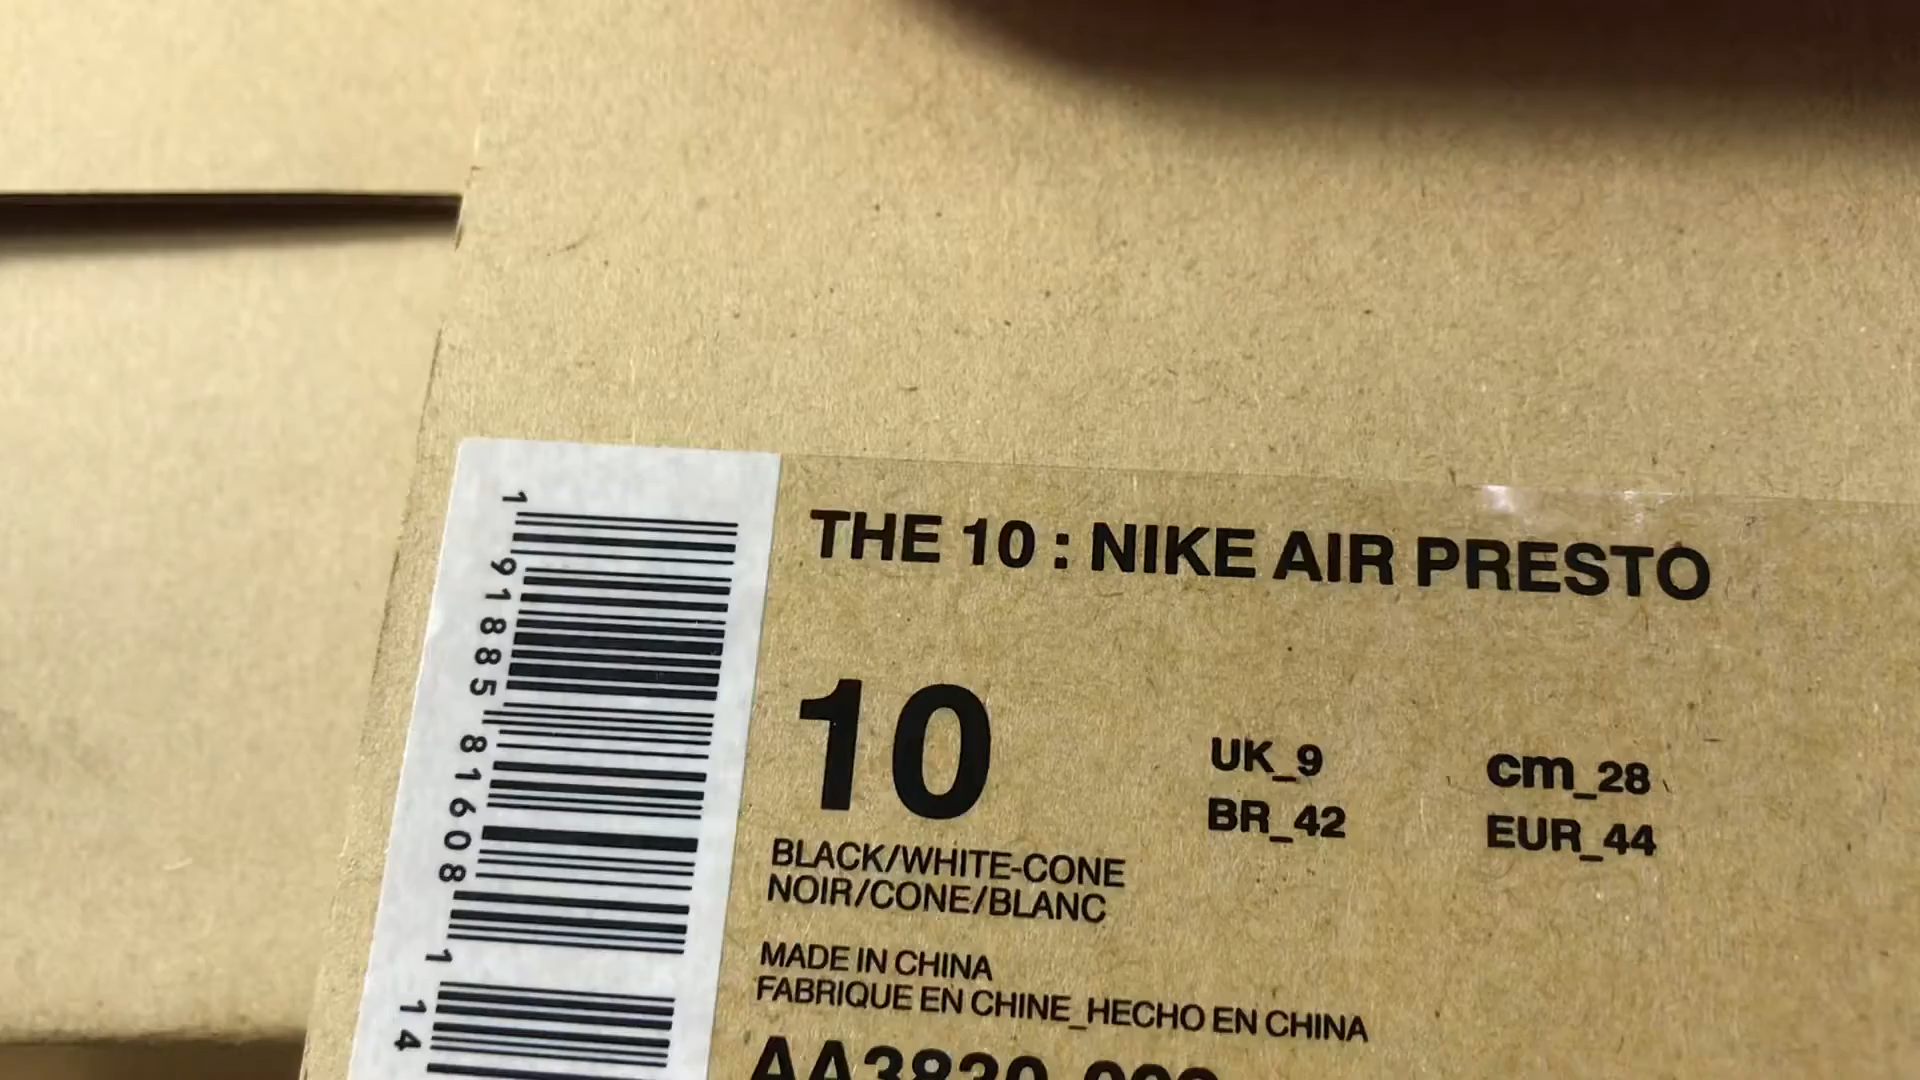 THE 10 : NIKE AIR PRESTO
10
UK_9 cm_28
BR_42 EUR_44
BLACK/WHITE-CONE
NOIR/CONE/BLANC
MADE IN CHINA
FABRIQUE EN CHINE_HECHO EN CHINA
1 91885 81608 1 14